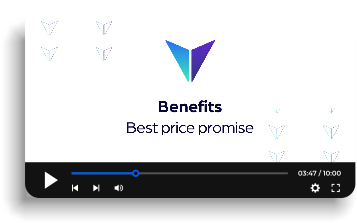 Benefits
Best price promise
03:47 / 10:00